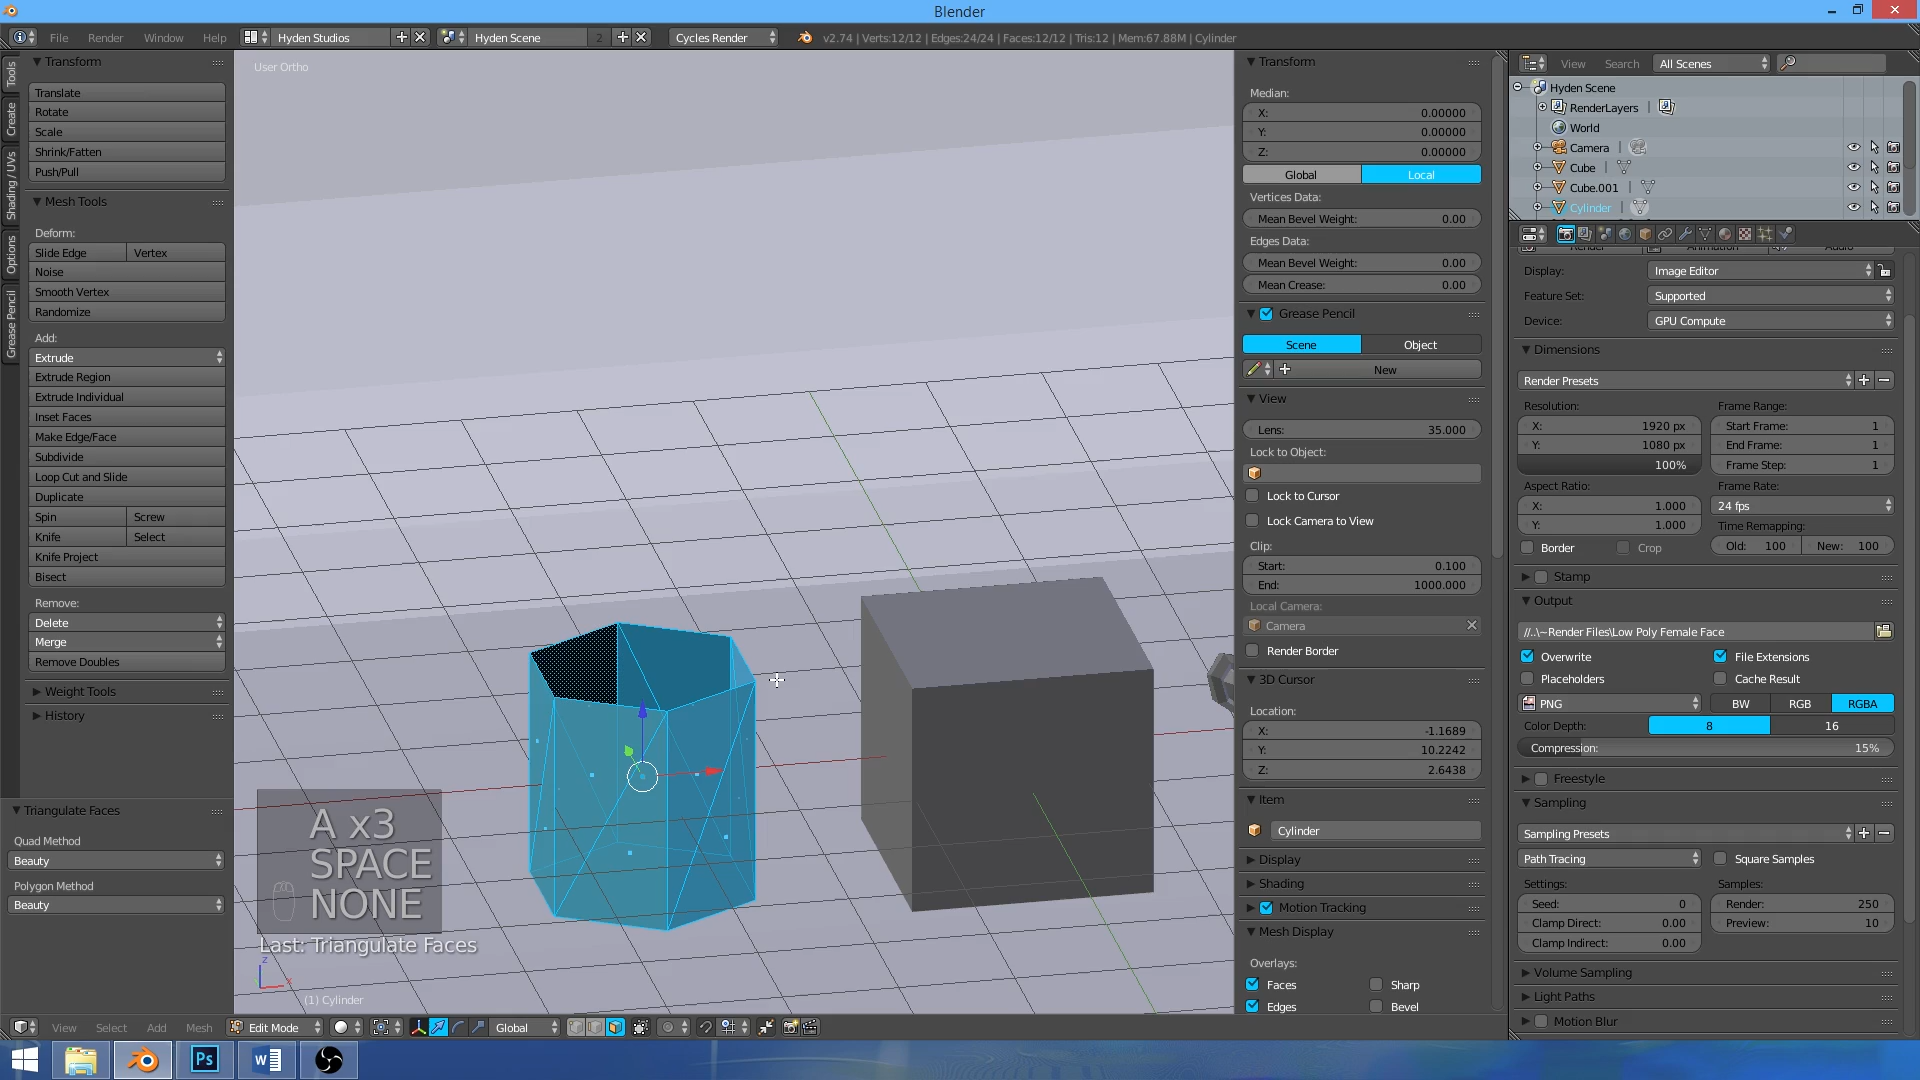 Blender
File Render Window Help Hyden Studios Hyden Scene 2 Cycles Render v2.74 | Verts:12/12 | Edges:24/24 | Faces:12/12 | Tris:12 | Mem:67.88M | Cylinder
Tools
Create
Shading / UVs
Options
Grease Pencil
Transform
Translate
Rotate
Scale
Shrink/Fatten
Push/Pull
Mesh Tools
Deform:
Slide Edge Vertex
Noise
Smooth Vertex
Randomize
Add:
Extrude
Extrude Region
Extrude Individual
Inset Faces
Make Edge/Face
Subdivide
Loop Cut and Slide
Duplicate
Spin Screw
Knife Select
Knife Project
Bisect
Remove:
Delete
Merge
Remove Doubles
Weight Tools
History
Triangulate Faces
Quad Method
Beauty
Polygon Method
Beauty
User Ortho
A x3
SPACE
NONE
Last: Triangulate Faces
z
x
(1) Cylinder
View Select Add Mesh Edit Mode Global
Transform
Median:
X: 0.00000
Y: 0.00000
Z: 0.00000
Global Local
Vertices Data:
Mean Bevel Weight: 0.00
Edges Data:
Mean Bevel Weight: 0.00
Mean Crease: 0.00
Grease Pencil
Scene Object
New
View
Lens: 35.000
Lock to Object:
Lock to Cursor
Lock Camera to View
Clip:
Start: 0.100
End: 1000.000
Local Camera:
Camera
Render Border
3D Cursor
Location:
X: -1.1689
Y: 10.2242
Z: 2.6438
Item
Cylinder
Display
Shading
Motion Tracking
Mesh Display
Overlays:
Faces Sharp
Edges Bevel
View Search All Scenes
Hyden Scene
RenderLayers
World
Camera
Cube
Cube.001
Cylinder
Display: Image Editor
Feature Set: Supported
Device: GPU Compute
Dimensions
Render Presets
Resolution: Frame Range:
X: 1920 px Start Frame: 1
Y: 1080 px End Frame: 1
100% Frame Step: 1
Aspect Ratio: Frame Rate:
X: 1.000 24 fps
Y: 1.000 Time Remapping:
Border Crop Old: 100 New: 100
Stamp
Output
//..\~Render Files\Low Poly Female Face
Overwrite File Extensions
Placeholders Cache Result
PNG BW RGB RGBA
Color Depth: 8 16
Compression: 15%
Freestyle
Sampling
Sampling Presets
Path Tracing Square Samples
Settings: Samples:
Seed: 0 Render: 250
Clamp Direct: 0.00 Preview: 10
Clamp Indirect: 0.00
Volume Sampling
Light Paths
Motion Blur
Ps
W